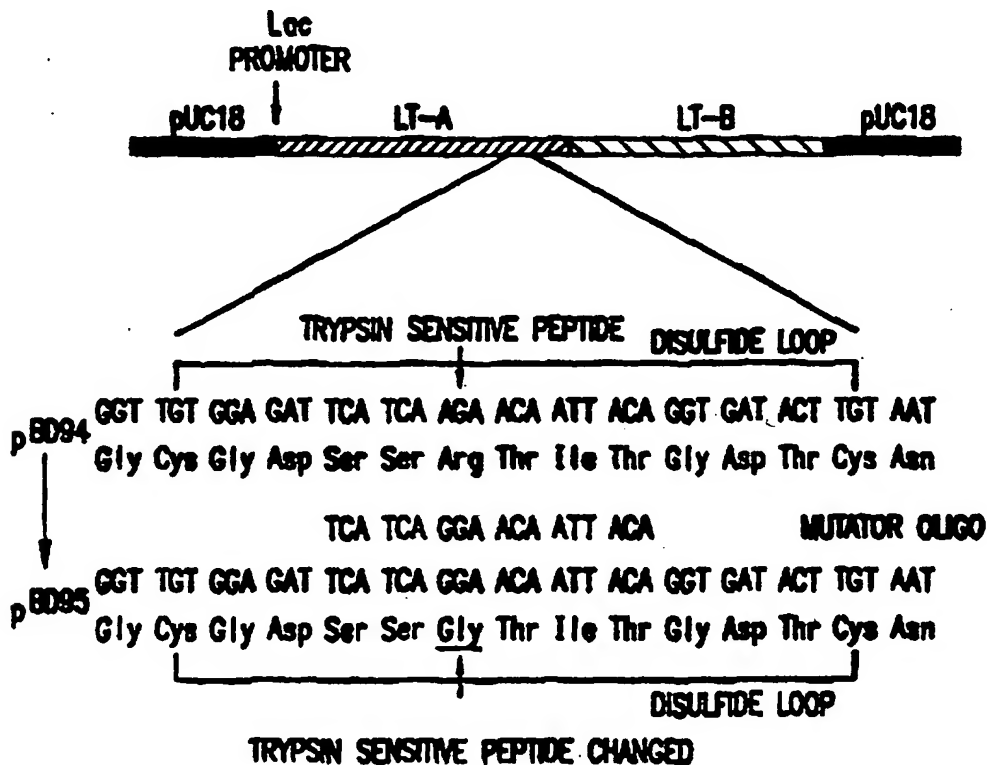 Lac
PROMOTER
pUC18 LT-A LT-B pUC18
TRYPSIN SENSITIVE PEPTIDE
DISULFIDE LOOP
pBD94 GGT TGT GGA GAT TCA TCA AGA ACA ATT ACA GGT GAT ACT TGT AAT
Gly Cys Gly Asp Ser Ser Arg Thr Ile Thr Gly Asp Thr Cys Asn
TCA TCA GGA ACA ATT ACA MUTATOR OLIGO
pBD95 GGT TGT GGA GAT TCA TCA GGA ACA ATT ACA GGT GAT ACT TGT AAT
Gly Cys Gly Asp Ser Ser Gly Thr Ile Thr Gly Asp Thr Cys Asn
DISULFIDE LOOP
TRYPSIN SENSITIVE PEPTIDE CHANGED